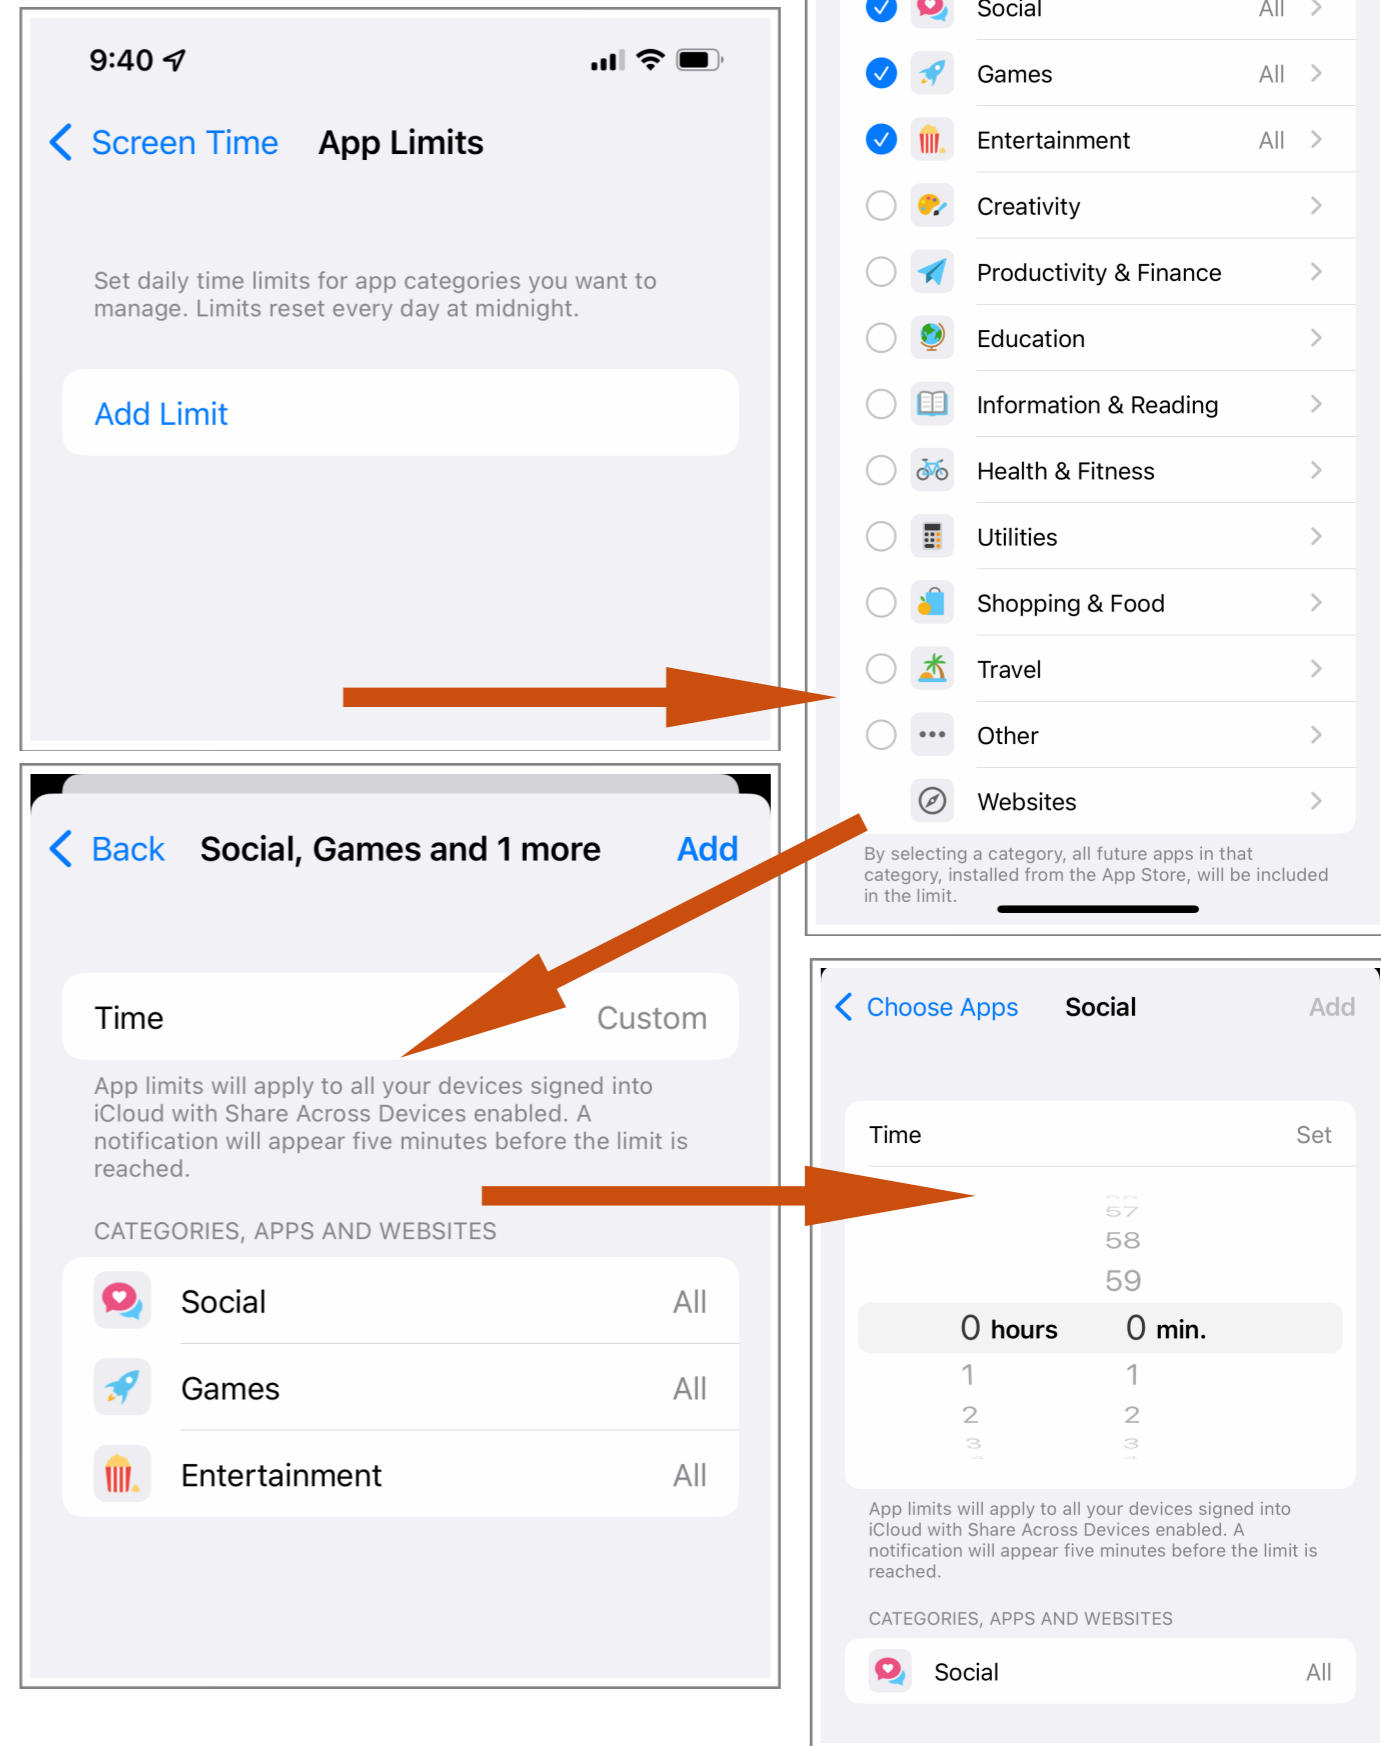 9:40
Screen Time App Limits
Set daily time limits for app categories you want to
manage. Limits reset every day at midnight.
Add Limit
Social All
Games All
Entertainment All
Creativity
Productivity & Finance
Education
Information & Reading
Health & Fitness
Utilities
Shopping & Food
Travel
Other
Websites
By selecting a category, all future apps in that
category, installed from the App Store, will be included
in the limit.
Back Social, Games and 1 more Add
Time Custom
App limits will apply to all your devices signed into
iCloud with Share Across Devices enabled. A
notification will appear five minutes before the limit is
reached.
CATEGORIES, APPS AND WEBSITES
Social All
Games All
Entertainment All
Choose Apps Social Add
Time Set
57
58
59
0 hours 0 min.
1 1
2 2
3 3
App limits will apply to all your devices signed into
iCloud with Share Across Devices enabled. A
notification will appear five minutes before the limit is
reached.
CATEGORIES, APPS AND WEBSITES
Social All